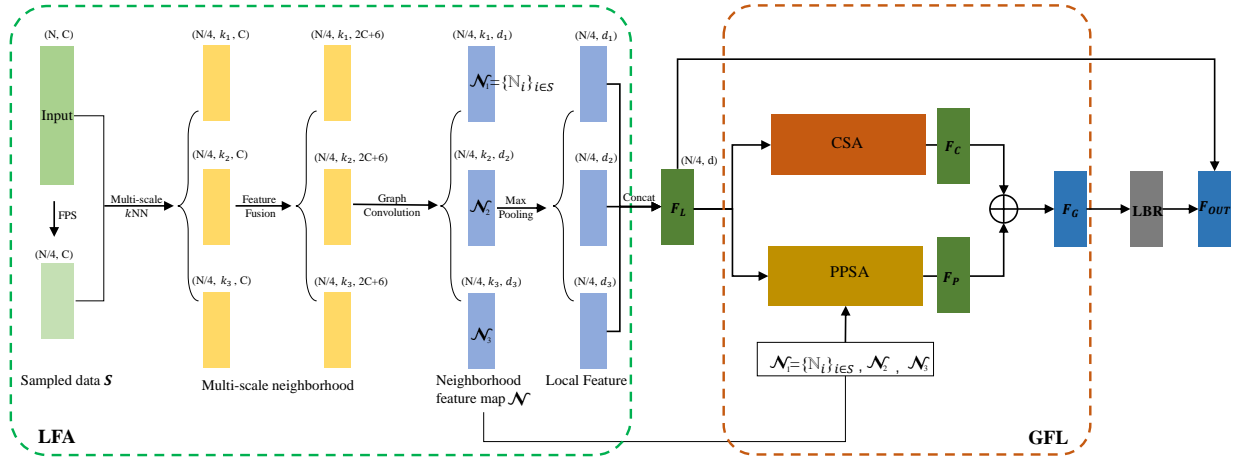 (N, C)
Input
FPS
(N/4, C)
Sampled data S
Multi-scale
kNN
(N/4, k₁, C)
(N/4, k₂, C)
(N/4, k₃, C)
Feature
Fusion
(N/4, k₁, 2C+6)
(N/4, k₂, 2C+6)
(N/4, k₃, 2C+6)
Multi-scale neighborhood
Graph
Convolution
(N/4, k₁, d₁)
𝒩₁={ℕᵢ}i∈S
(N/4, k₂, d₂)
𝒩₂
(N/4, k₃, d₃)
𝒩₃
Neighborhood
feature map 𝒩
Max
Pooling
(N/4, d₁)
(N/4, d₂)
(N/4, d₃)
Local Feature
Concat
LFA
(N/4, d)
F_L
CSA
F_C
PPSA
F_P
𝒩₁={ℕᵢ}i∈S , 𝒩₂ , 𝒩₃
F_G
GFL
LBR
F_OUT